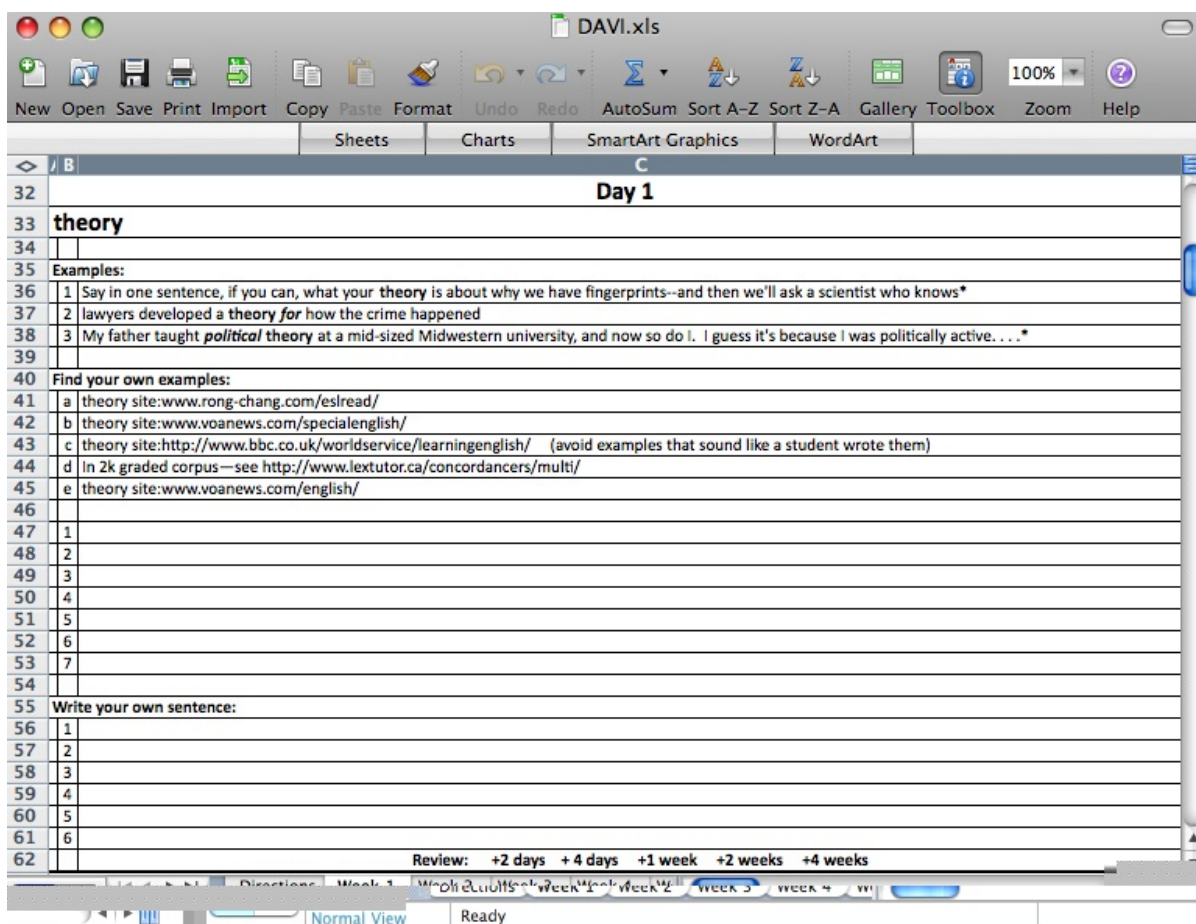 DAVI.xls
New Open Save Print Import Copy Paste Format Undo Redo AutoSum Sort A-Z Sort Z-A Gallery Toolbox 100% Zoom Help
Sheets Charts SmartArt Graphics WordArt
B C
32 Day 1
33 theory
34
35 Examples:
36 1 Say in one sentence, if you can, what your theory is about why we have fingerprints--and then we'll ask a scientist who knows*
37 2 lawyers developed a theory for how the crime happened
38 3 My father taught political theory at a mid-sized Midwestern university, and now so do I. I guess it's because I was politically active. . . .*
39
40 Find your own examples:
41 a theory site:www.rong-chang.com/eslread/
42 b theory site:www.voanews.com/specialenglish/
43 c theory site:http://www.bbc.co.uk/worldservice/learningenglish/ (avoid examples that sound like a student wrote them)
44 d In 2k graded corpus—see http://www.lextutor.ca/concordancers/multi/
45 e theory site:www.voanews.com/english/
46
47 1
48 2
49 3
50 4
51 5
52 6
53 7
54
55 Write your own sentence:
56 1
57 2
58 3
59 4
60 5
61 6
62 Review: +2 days + 4 days +1 week +2 weeks +4 weeks
Directions Week 1 Week 3 Week 4
Normal View Ready